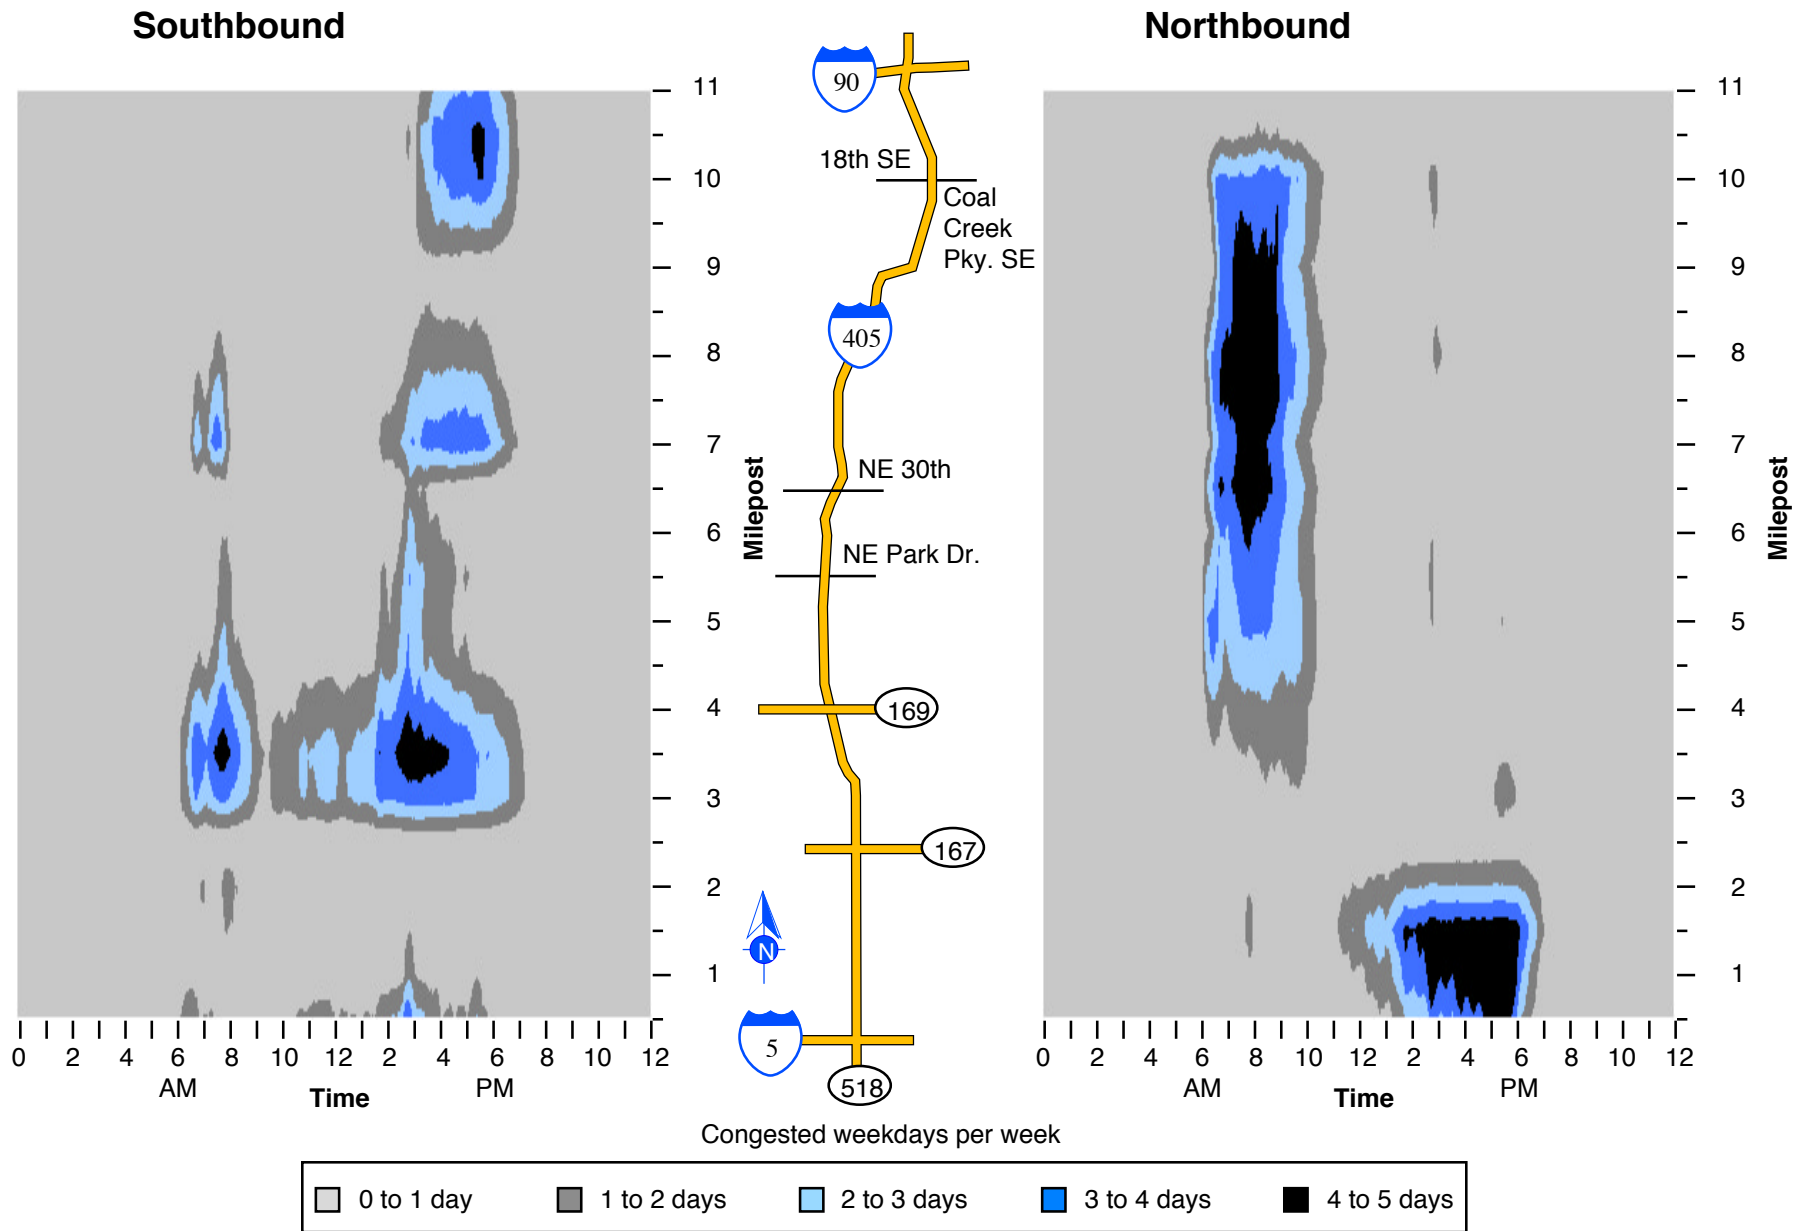 Southbound
Northbound
11
10
9
8
7
6
5
4
3
2
1
Milepost
0 2 4 6 8 10 12 2 4 6 8 10 12
AM PM
Time
90
18th SE
Coal
Creek
Pky. SE
405
NE 30th
NE Park Dr.
169
167
N
5
518
11
10
9
8
7
6
5
4
3
2
1
Milepost
0 2 4 6 8 10 12 2 4 6 8 10 12
AM PM
Time
Congested weekdays per week
0 to 1 day 1 to 2 days 2 to 3 days 3 to 4 days 4 to 5 days